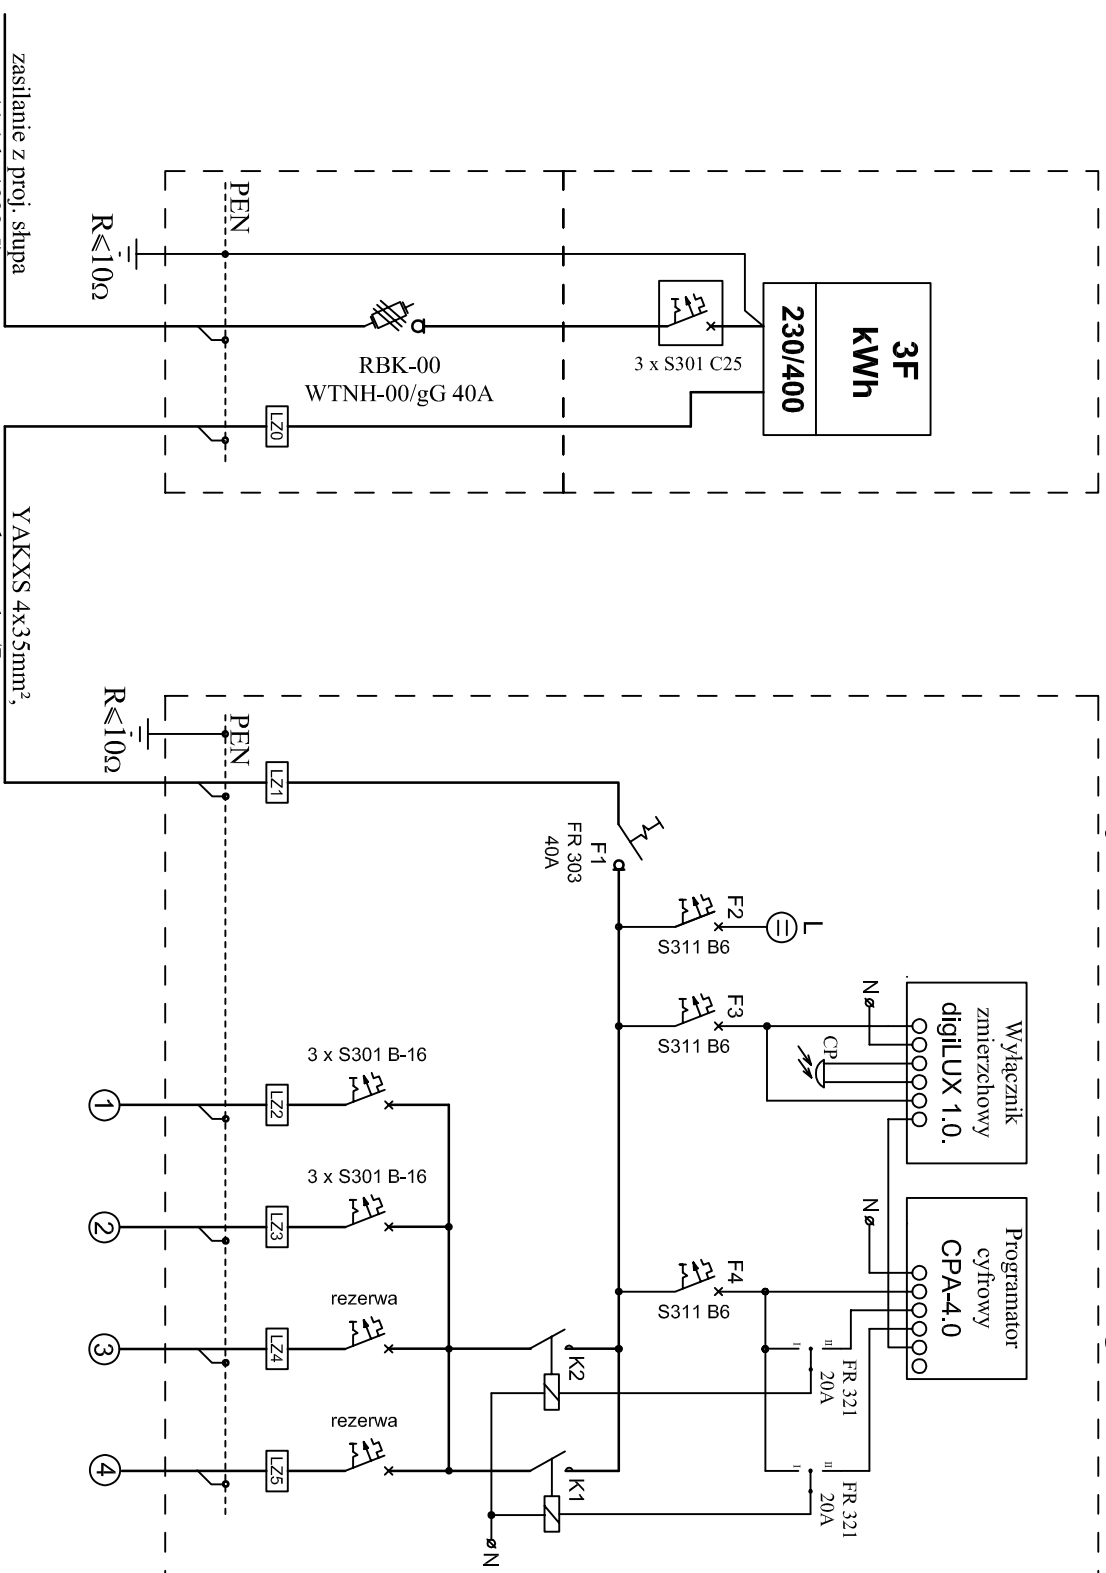 zasilanie z proj. słupa
PEN
R≤10Ω
RBK-00
WTNH-00/gG 40A
3 x S301 C25
3F
kWh
230/400
LZ0
YAKXS 4x35mm²,
PEN
R≤10Ω
LZ1
F1
FR 303
40A
F2
S311 B6
L
F3
S311 B6
N
CP
Wyłącznik
zmierzchowy
digiLUX 1.0.
F4
S311 B6
N
Programator
cyfrowy
CPA-4.0
3 x S301 B-16
LZ2
1
3 x S301 B-16
LZ3
2
rezerwa
LZ4
3
rezerwa
LZ5
4
K2
I
II
FR 321
20A
K1
I
II
FR 321
20A
N